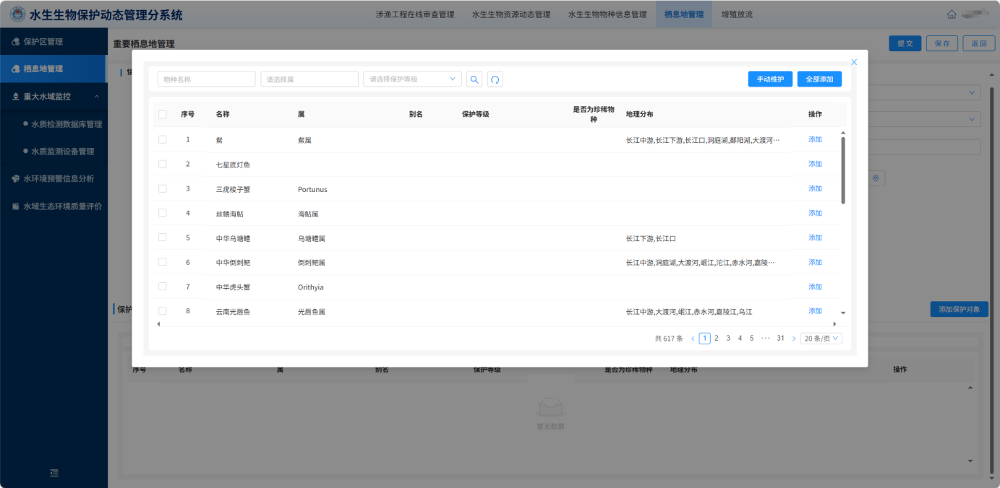 水生生物保护动态管理分系统
涉渔工程在线审查管理 水生生物资源动态管理 水生生物物种信息管理 栖息地管理 增殖放流
保护区管理
栖息地管理
重大水域监控
水质检测数据库管理
水质监测设备管理
水环境预警信息分析
水域生态环境质量评价
重要栖息地管理
提交 保存 返回
物种名称 请选择属 请选择保护等级 手动维护 全部添加
序号 名称 属 别名 保护等级 是否为珍稀物种 地理分布 操作
1 鮤 鮤属 长江中游,长江下游,长江口,洞庭湖,鄱阳湖,大渡河… 添加
2 七星底灯鱼 添加
3 三疣梭子蟹 Portunus 添加
4 丝鳍海鲇 海鲇属 添加
5 中华乌塘鳢 乌塘鳢属 长江下游,长江口 添加
6 中华倒刺鲃 倒刺鲃属 长江中游,洞庭湖,大渡河,岷江,沱江,赤水河,嘉陵… 添加
7 中华虎头蟹 Orithyia 添加
8 云南光唇鱼 光唇鱼属 长江中游,大渡河,岷江,赤水河,嘉陵江,乌江 添加
共 617 条 < 1 2 3 4 5 ••• 31 > 20 条/页
保护
添加保护对象
序号 名称 属 别名 保护等级 是否为珍稀物种 地理分布 操作
暂无数据